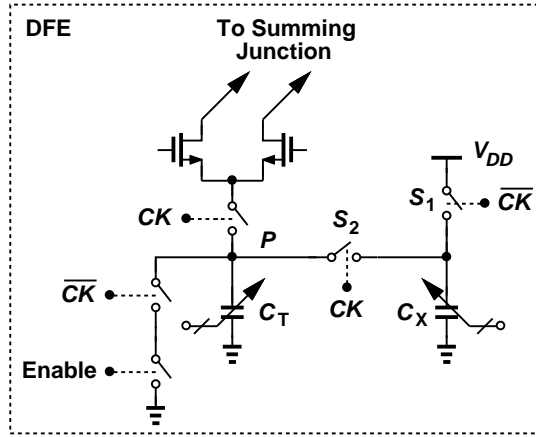 DFE
To Summing
Junction
V_DD
S_1
CK̅
CK
S_2
P
CK̅
C_T
CK
C_X
Enable